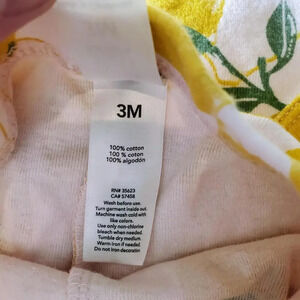 3M
100% cotton
100 % coton
100% algodón
RN# 35623
CA# 57458
Wash before use.
Turn garment inside out.
Machine wash cold with
like colors.
Use only non-chlorine
bleach when needed.
Tumble dry medium.
Warm iron if needed.
Do not iron decoration